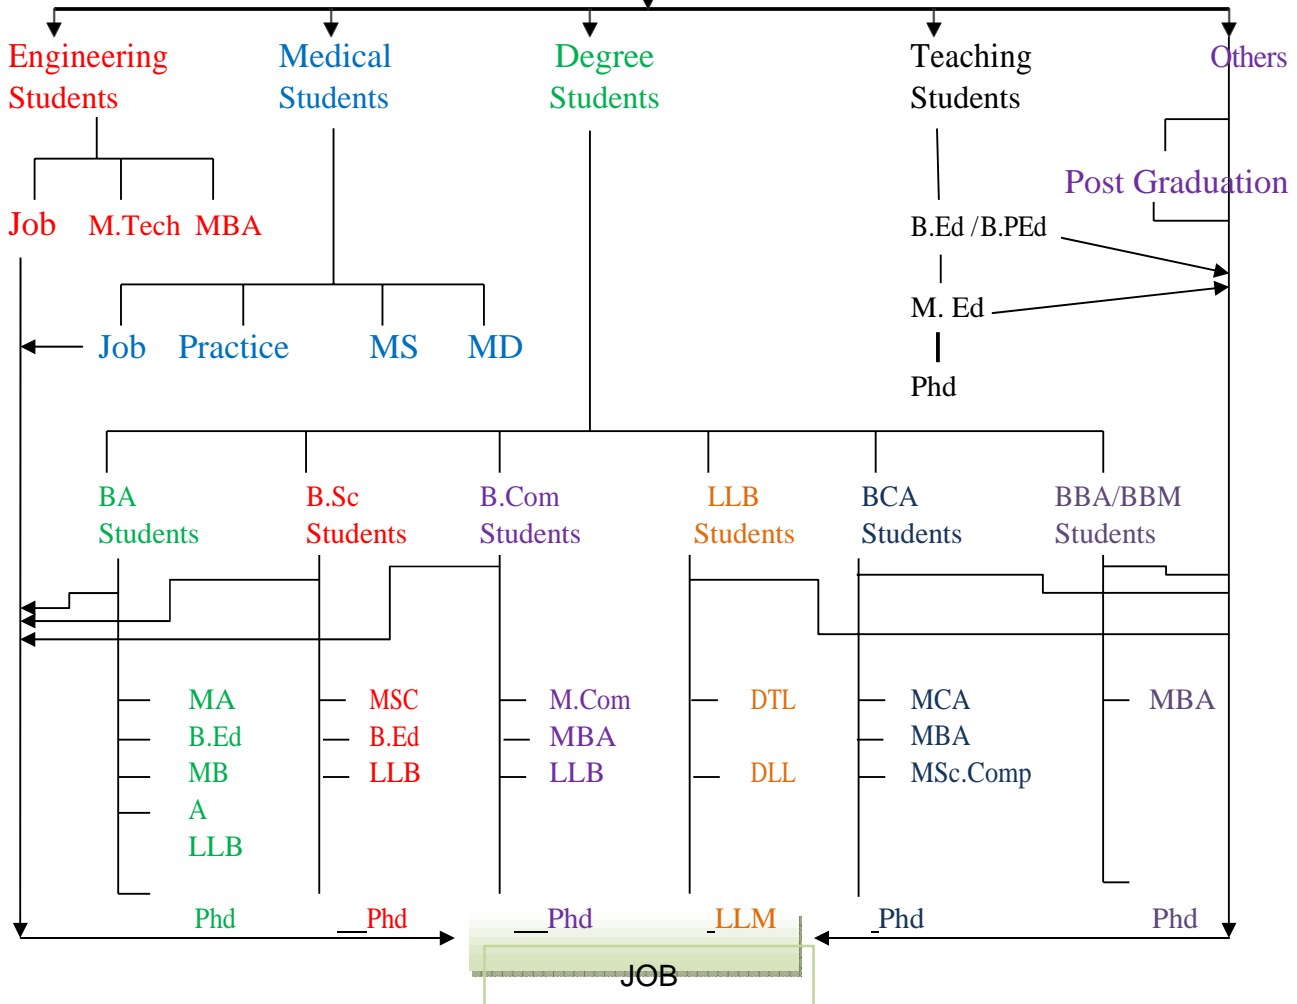 Engineering Students
Medical Students
Degree Students
Teaching Students
Others
Post Graduation
Job M.Tech MBA
B.Ed /B.PEd
M. Ed
Phd
Job Practice MS MD
BA Students
B.Sc Students
B.Com Students
LLB Students
BCA Students
BBA/BBM Students
MA
B.Ed
MB
A
LLB
Phd
MSC
B.Ed
LLB
Phd
M.Com
MBA
LLB
Phd
DTL
DLL
LLM
MCA
MBA
MSc.Comp
Phd
MBA
Phd
JOB